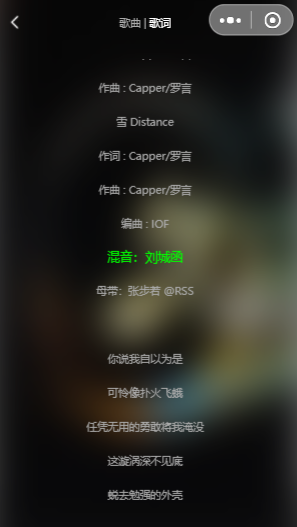 歌曲 | 歌词
作曲 : Capper/罗言
雪 Distance
作词 : Capper/罗言
作曲 : Capper/罗言
编曲 : IOF
混音：刘城函
母带：张步若 @RSS
你说我自以为是
可怜像扑火飞蛾
任凭无用的勇敢将我淹没
这漩涡深不见底
蜕去勉强的外壳